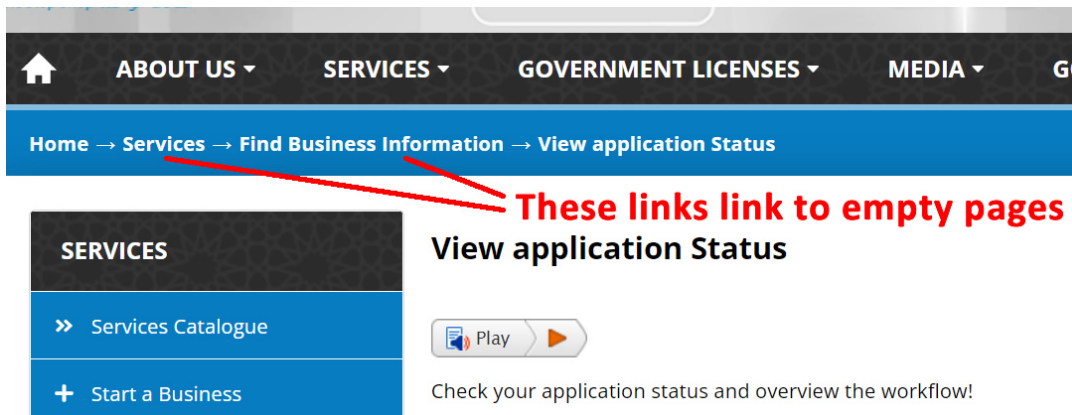 ABOUT US
SERVICES
GOVERNMENT LICENSES
MEDIA
Home → Services → Find Business Information → View application Status
These links link to empty pages
SERVICES
View application Status
Services Catalogue
Play
Start a Business
Check your application status and overview the workflow!